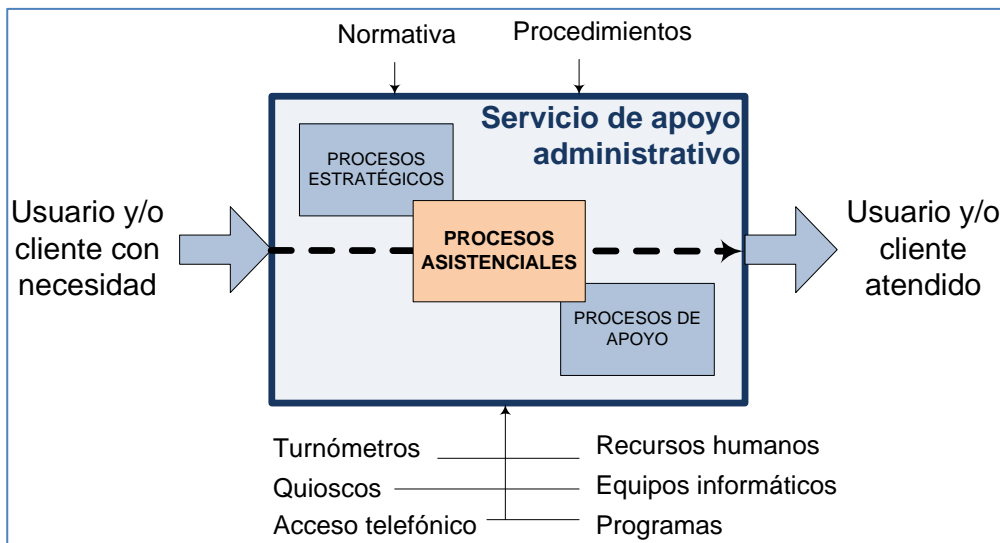 Normativa
Procedimientos
Servicio de apoyo
administrativo
PROCESOS
ESTRATÉGICOS
Usuario y/o
cliente con
necesidad
PROCESOS
ASISTENCIALES
Usuario y/o
cliente
atendido
PROCESOS DE
APOYO
Turnómetros
Recursos humanos
Quioscos
Equipos informáticos
Acceso telefónico
Programas